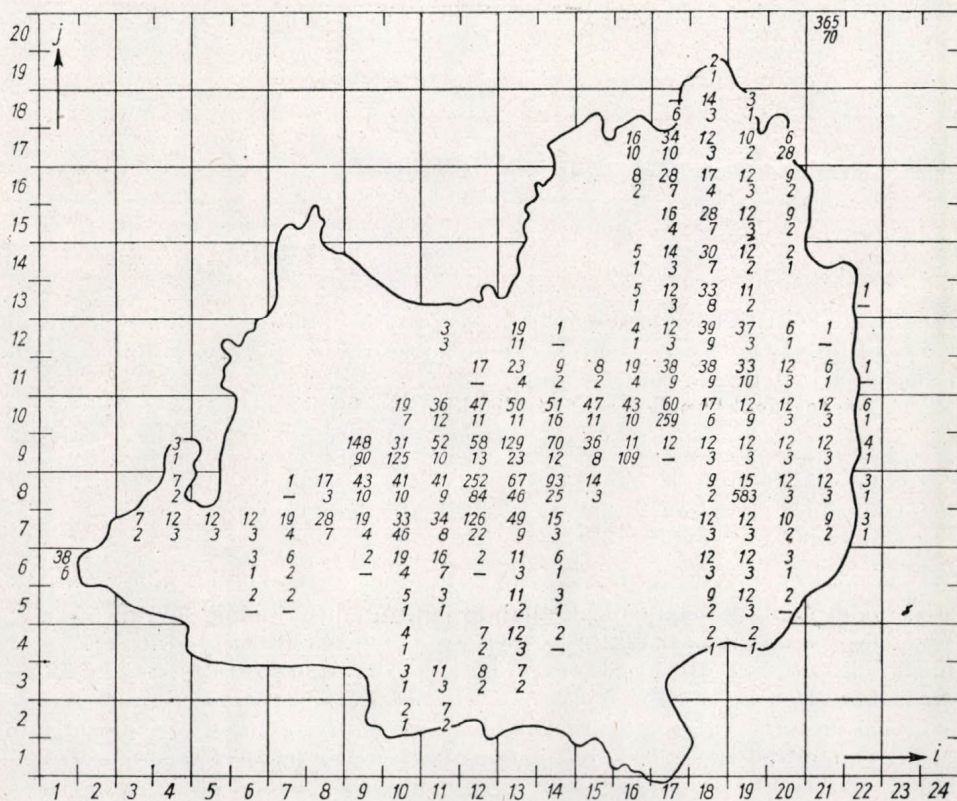 20 j 365
70
19 2
1
18 — 14 3
6 3 1
17 16 34 12 10 6
10 10 3 2 28
16 8 28 17 12 9
2 7 4 3 2
15 16 28 12 9
4 7 3 2
14 5 14 30 12 2
1 3 7 2 1
13 5 12 33 11 1
1 3 8 2 —
12 3 19 1 4 12 39 37 6 1
3 11 — 1 3 9 3 1 —
11 17 23 9 8 19 38 38 33 12 6 1
— 4 2 2 4 9 9 10 3 1 —
10 19 36 47 50 51 47 43 60 17 12 12 12 6
7 12 11 11 16 11 10 259 6 9 3 3 1
9 3 148 31 52 58 129 70 36 11 12 12 12 12 12 4
1 90 125 10 13 23 12 8 109 — 3 3 3 3 1
8 7 1 17 43 41 41 252 67 93 14 9 15 12 12 3
2 — 3 10 10 9 84 46 25 3 2 583 3 3 1
7 7 12 12 12 19 28 19 33 34 126 49 15 12 12 10 9 3
2 3 3 3 4 7 4 46 8 22 9 3 3 3 2 2 1
6 38 3 6 2 19 16 2 11 6 12 12 3
6 1 2 — 4 7 — 3 1 3 3 1
5 2 2 5 3 11 3 9 12 2
— 1 1 2 1 2 3 —
4 4 7 12 2 2 2
1 2 3 — 1 1
3 3 11 8 7
1 3 2 2
2 2 7
1 2
1 i
1 2 3 4 5 6 7 8 9 10 11 12 13 14 15 16 17 18 19 20 21 22 23 24